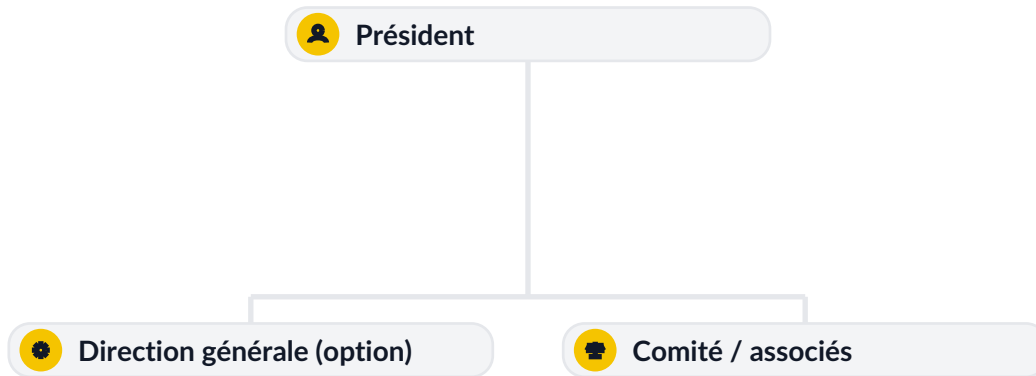 Président
Direction générale (option)
Comité / associés